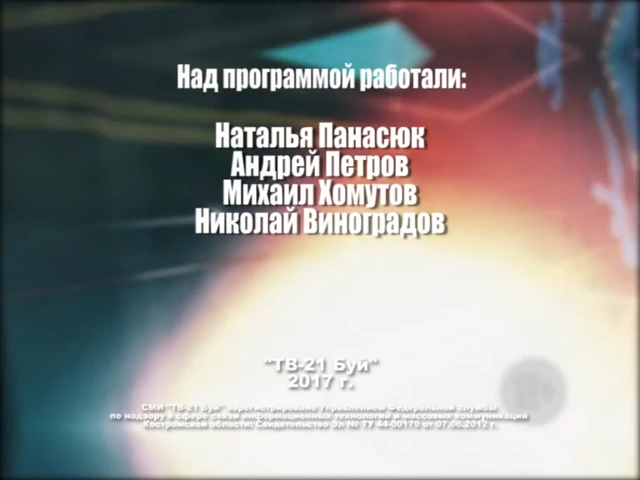 Над программой работали:
Наталья Панасюк
Андрей Петров
Михаил Хомутов
Николай Виноградов
"ТВ-21 Буй"
2017 г.
СМИ "ТВ-21 Буй" зарегистрировано Управлением Федеральной службы
по надзору в сфере связи информационных технологий и массовых коммуникаций
Костромской области: Свидетельство Эл № ТУ 44-00179 от 07.06.2012 г.